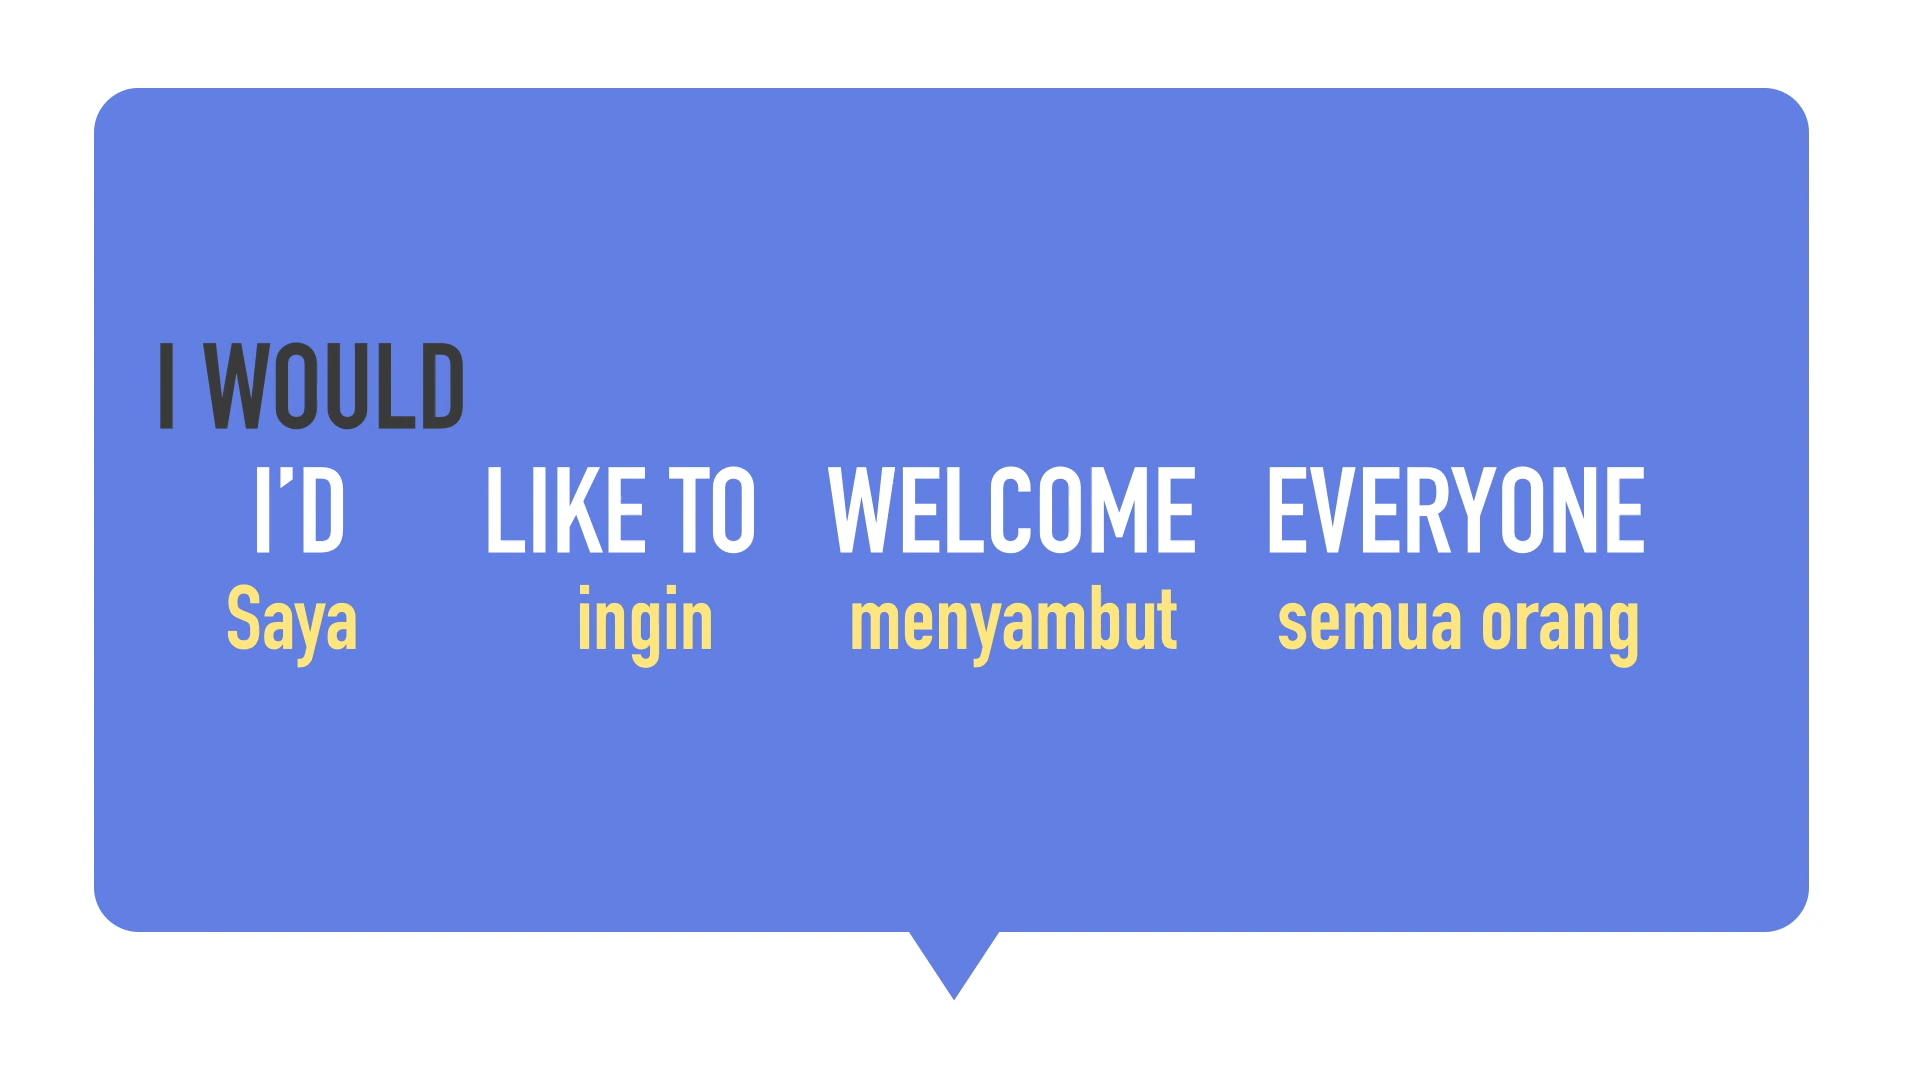 I WOULD
I'D LIKE TO WELCOME EVERYONE
Saya ingin menyambut semua orang